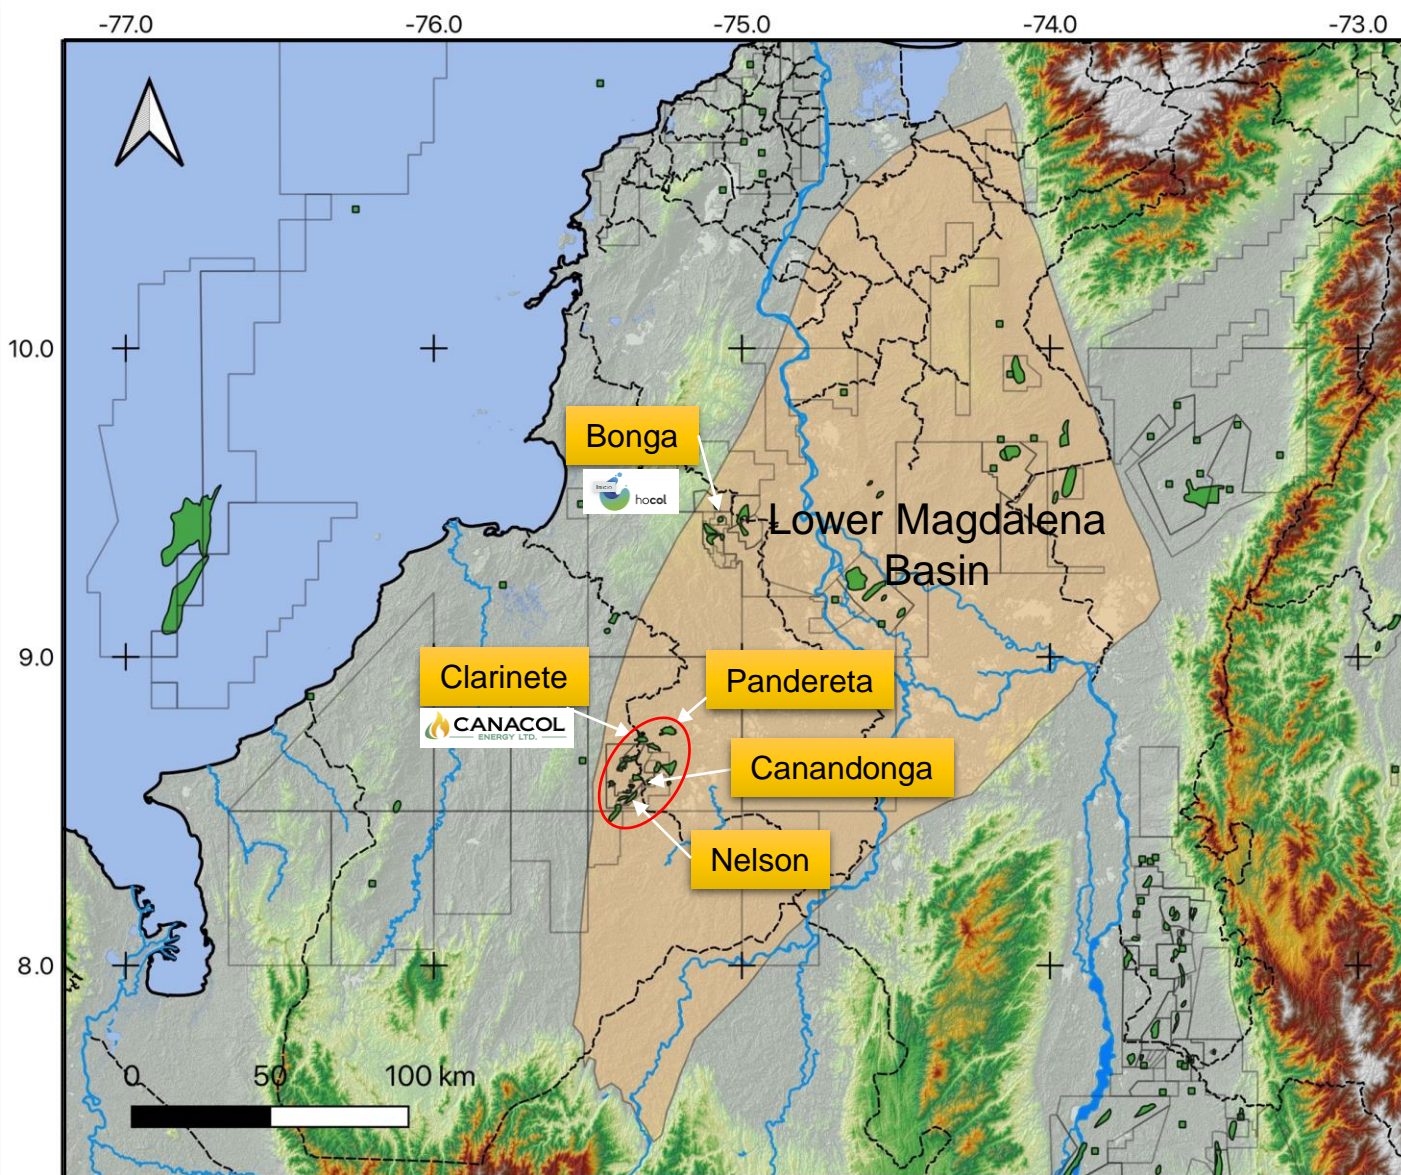 -77.0
-76.0
-75.0
-74.0
-73.0
10.0
Bonga
hocol
Lower Magdalena
Basin
9.0
Clarinete
CANACOL
ENERGY LTD.
Pandereta
Canandonga
Nelson
8.0
0
50
100 km